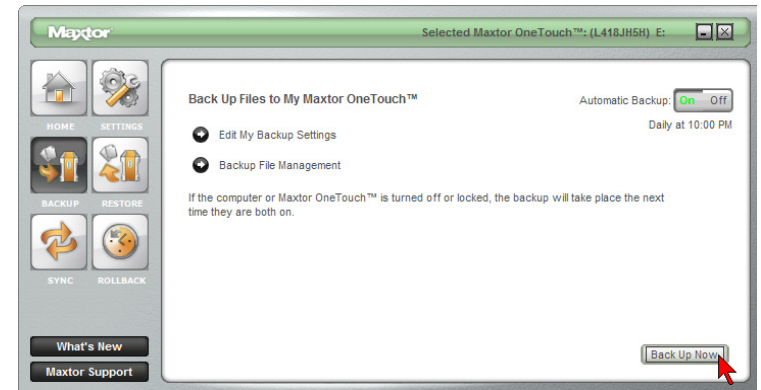 Maxtor
Selected Maxtor OneTouch™: (L418JH5H) E:
HOME SETTINGS
BACKUP RESTORE
SYNC ROLLBACK
What's New
Maxtor Support
Back Up Files to My Maxtor OneTouch™
Automatic Backup: On Off
Daily at 10:00 PM
Edit My Backup Settings
Backup File Management
If the computer or Maxtor OneTouch™ is turned off or locked, the backup will take place the next
time they are both on.
Back Up Now